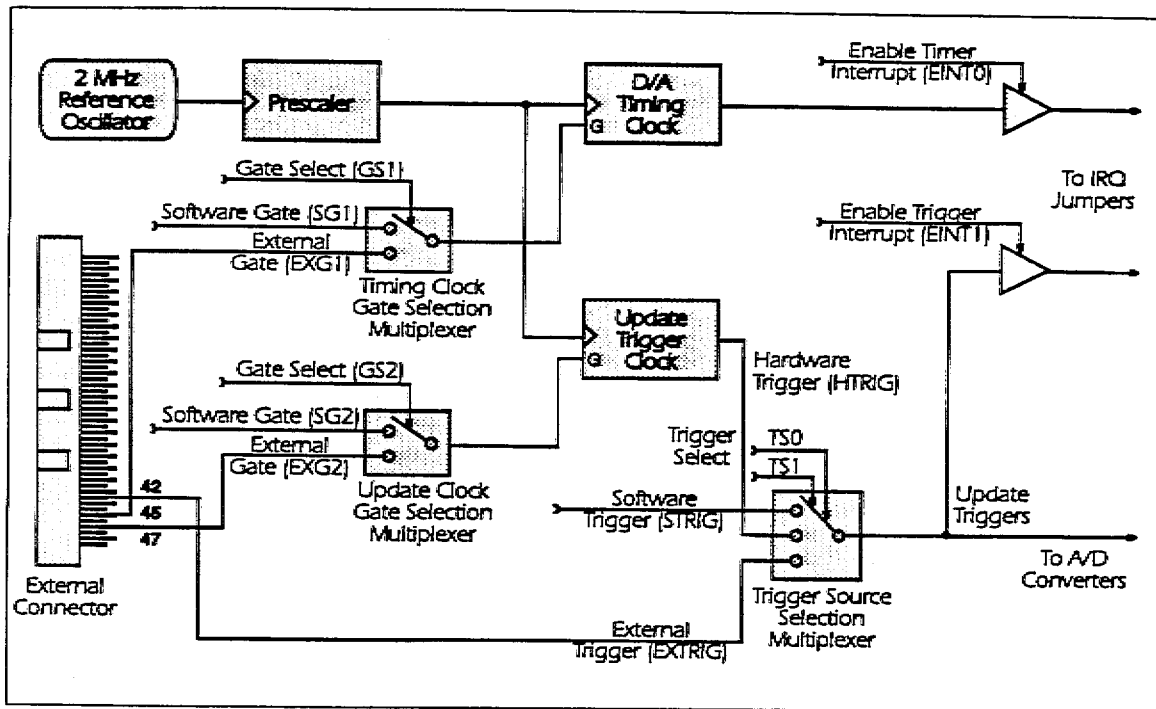 2 MHz
Reference
Oscillator
Prescaler
D/A
Timing
Clock
G
Enable Timer
Interrupt (EINT0)
To IRQ
Jumpers
Gate Select (GS1)
Software Gate (SG1)
External
Gate (EXG1)
Timing Clock
Gate Selection
Multiplexer
Enable Trigger
Interrupt (EINT1)
Update
Trigger
Clock
G
Hardware
Trigger (HTRIG)
Gate Select (GS2)
Software Gate (SG2)
External
Gate (EXG2)
Update Clock
Gate Selection
Multiplexer
Trigger
Select
TS0
TS1
Software
Trigger (STRIG)
Update
Triggers
To A/D
Converters
42
45
47
External
Connector
Trigger Source
Selection
Multiplexer
External
Trigger (EXTRIG)